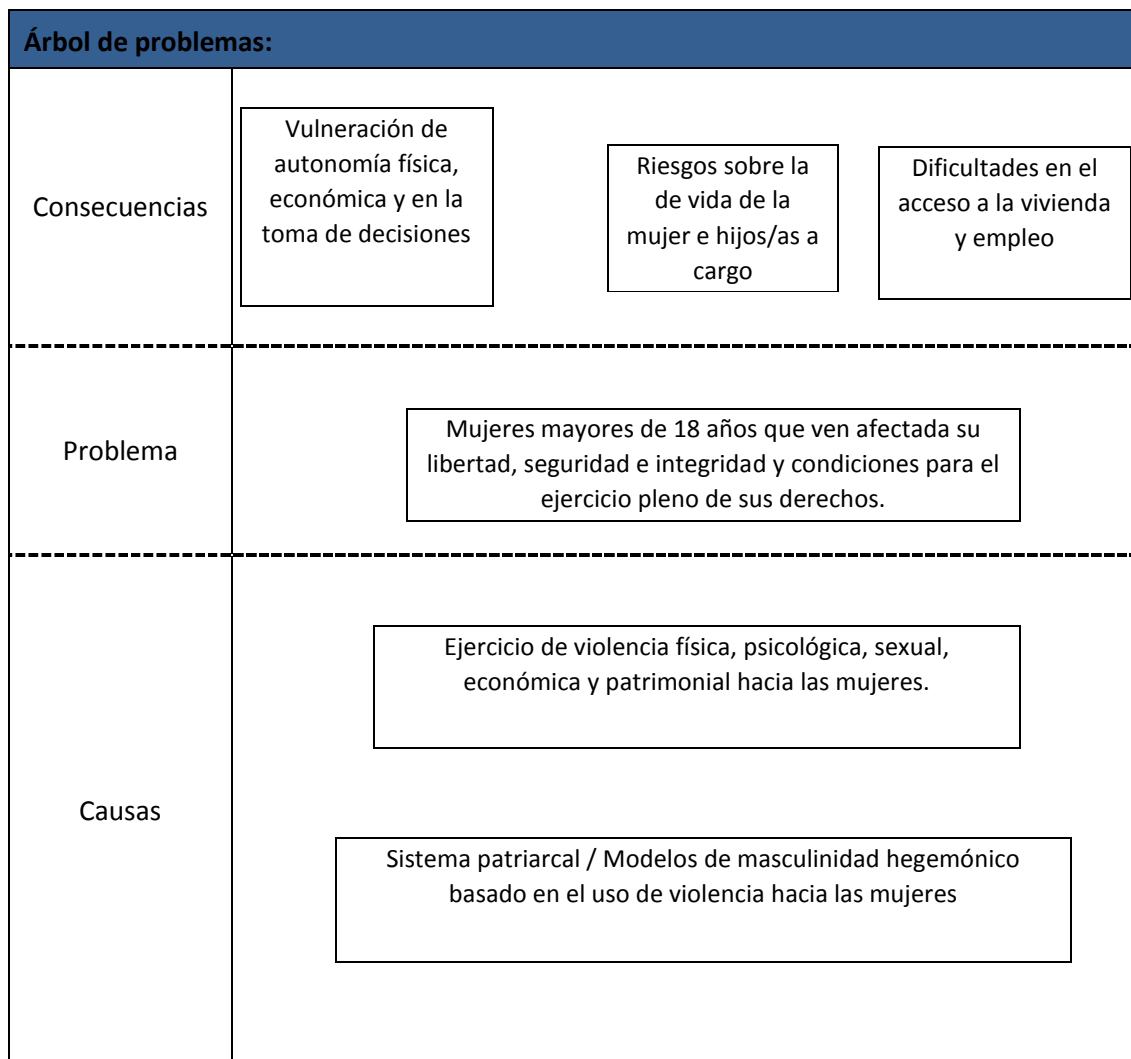 Árbol de problemas:
Consecuencias
Vulneración de
autonomía física,
económica y en la
toma de decisiones
Riesgos sobre la
de vida de la
mujer e hijos/as a
cargo
Dificultades en el
acceso a la vivienda
y empleo
Problema
Mujeres mayores de 18 años que ven afectada su
libertad, seguridad e integridad y condiciones para el
ejercicio pleno de sus derechos.
Causas
Ejercicio de violencia física, psicológica, sexual,
económica y patrimonial hacia las mujeres.
Sistema patriarcal / Modelos de masculinidad hegemónico
basado en el uso de violencia hacia las mujeres